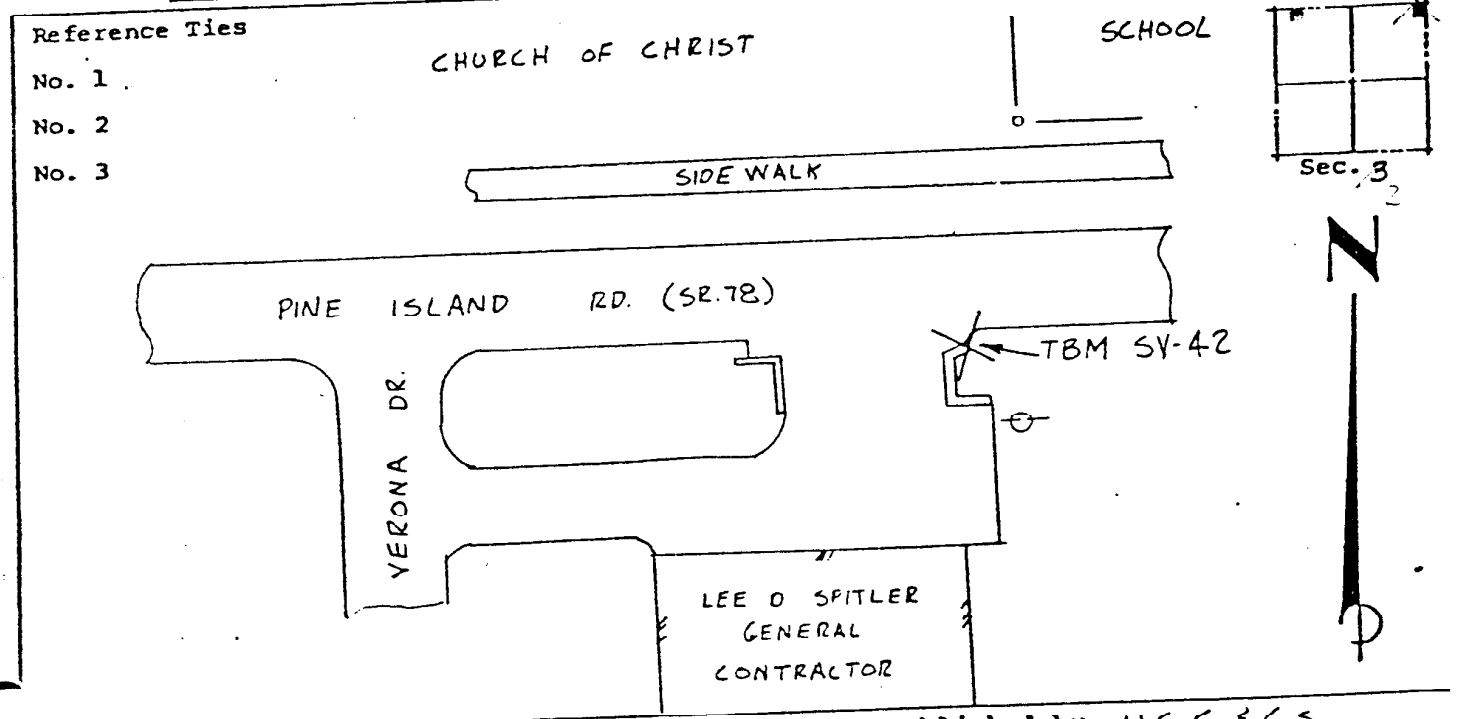 Reference Ties
No. 1
No. 2
No. 3
CHURCH OF CHRIST
SCHOOL
Sec. 3
2
SIDE WALK
N
PINE ISLAND RD. (SR.78)
TBM SV-42
VERONA DR.
LEE D SPITLER
GENERAL
CONTRACTOR